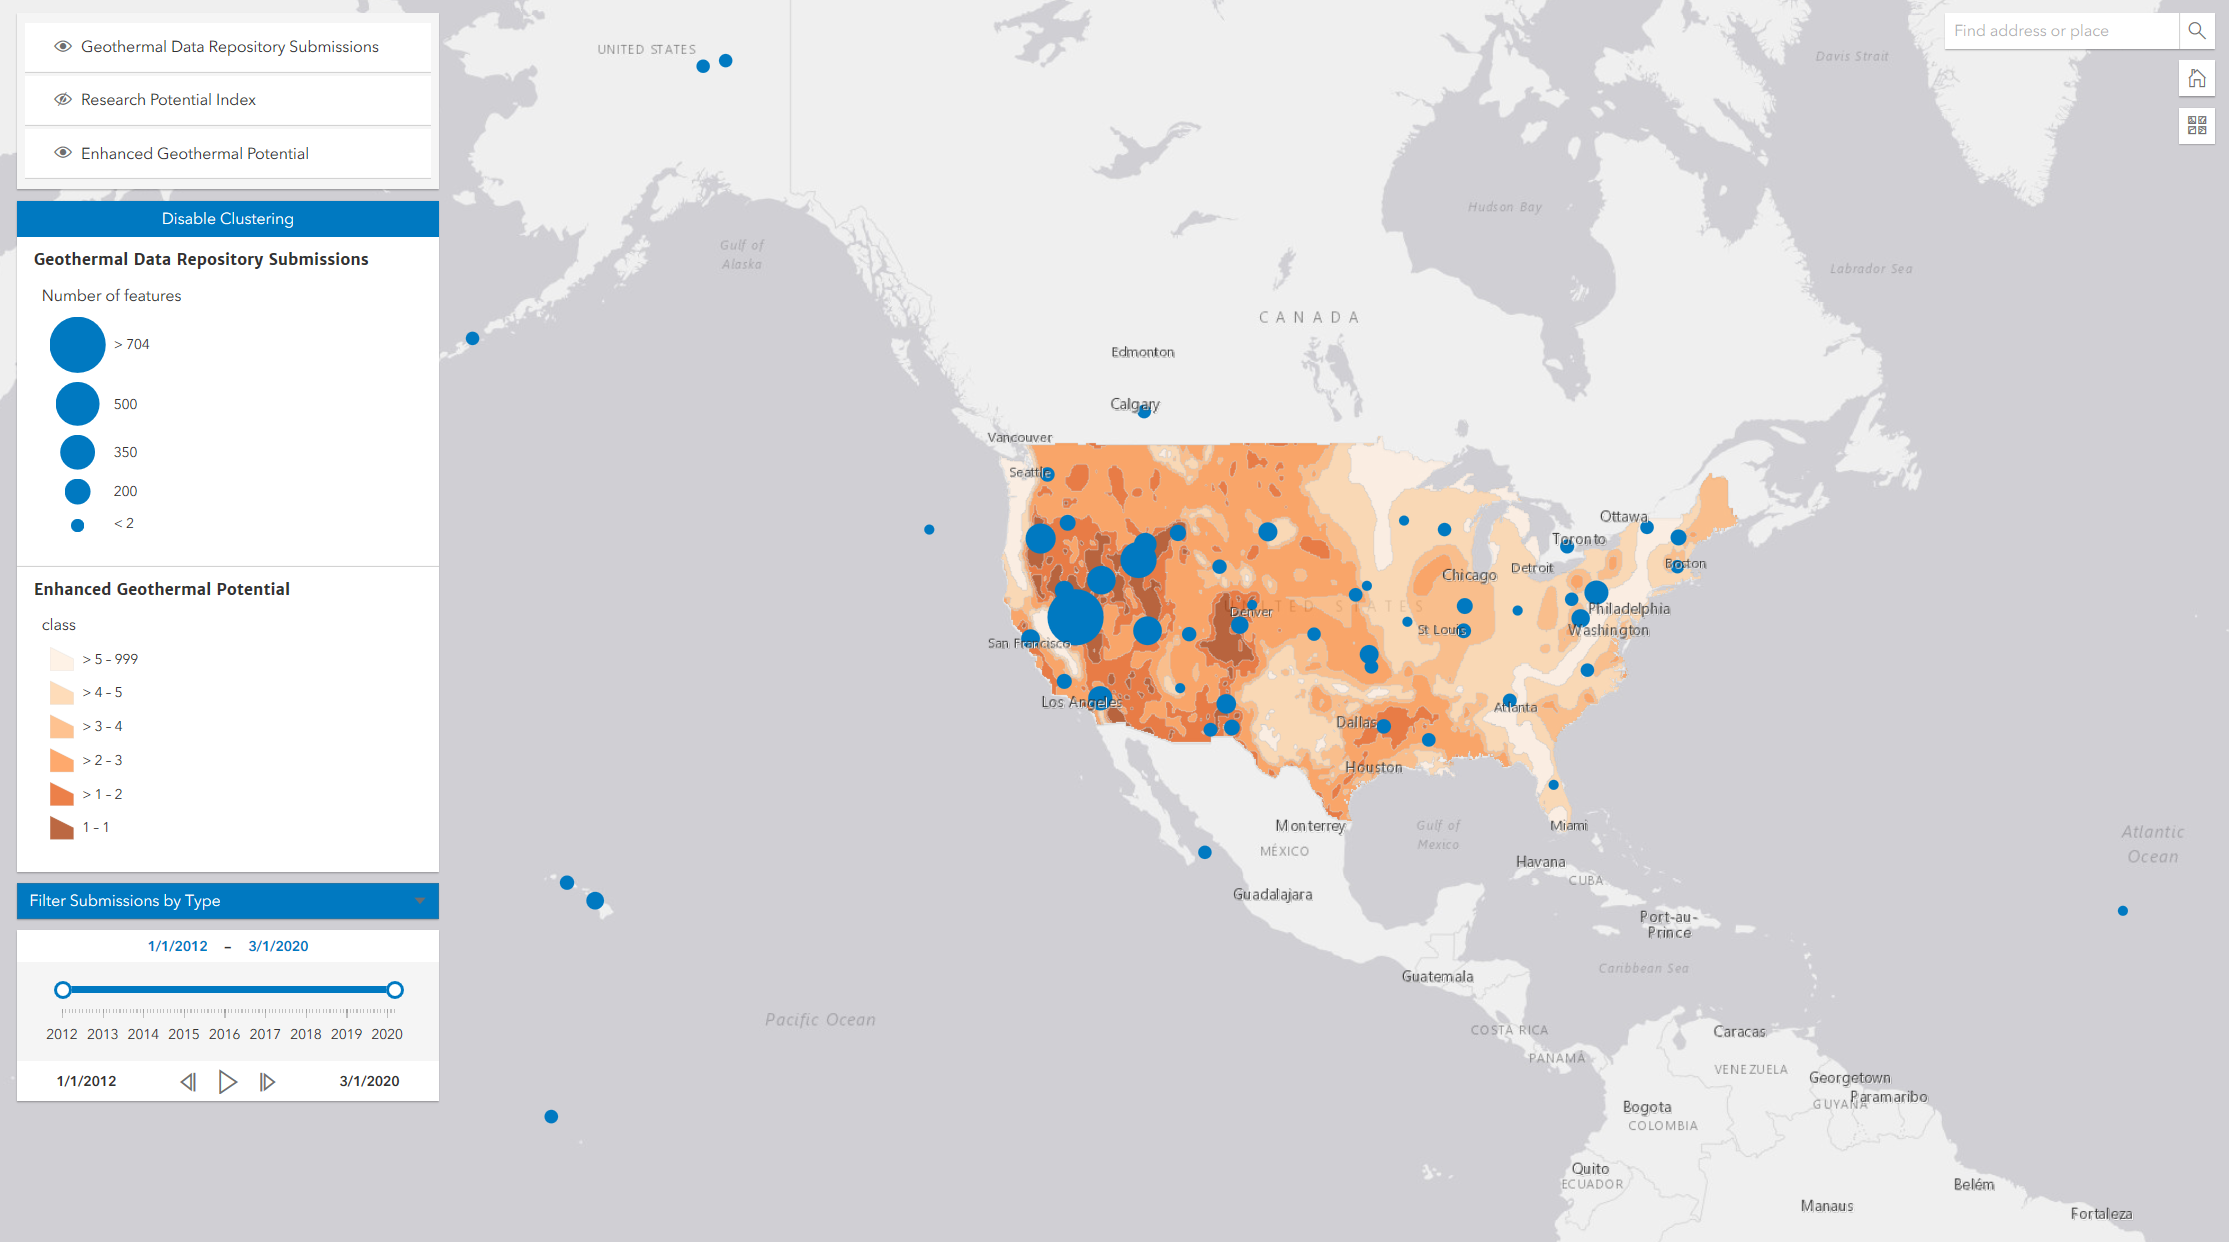 Geothermal Data Repository Submissions
Research Potential Index
Enhanced Geothermal Potential
Disable Clustering
Geothermal Data Repository Submissions
Number of features
> 704
500
350
200
< 2
Enhanced Geothermal Potential
class
> 5 – 999
> 4 – 5
> 3 – 4
> 2 – 3
> 1 – 2
1 – 1
Filter Submissions by Type
1/1/2012 – 3/1/2020
2012 2013 2014 2015 2016 2017 2018 2019 2020
1/1/2012
3/1/2020
Find address or place
UNITED STATES
Davis Strait
Hudson Bay
Gulf of
Alaska
Labrador Sea
CANADA
Edmonton
Calgary
Vancouver
Seattle
Ottawa
Toronto
Boston
Detroit
Chicago
UNITED STATES
Denver
Philadelphia
St Louis
Washington
San Francisco
Los Angeles
Atlanta
Dallas
Houston
Monterrey
Gulf of
Mexico
Miami
MÉXICO
Havana
CUBA
Guadalajara
Atlantic
Ocean
Port-au-
Prince
Guatemala
Caribbean Sea
Pacific Ocean
COSTA RICA
Caracas
PANAMÁ
VENEZUELA
Georgetown
Paramaribo
GUYANA
Bogota
COLOMBIA
Quito
ECUADOR
Belém
Manaus
Fortaleza